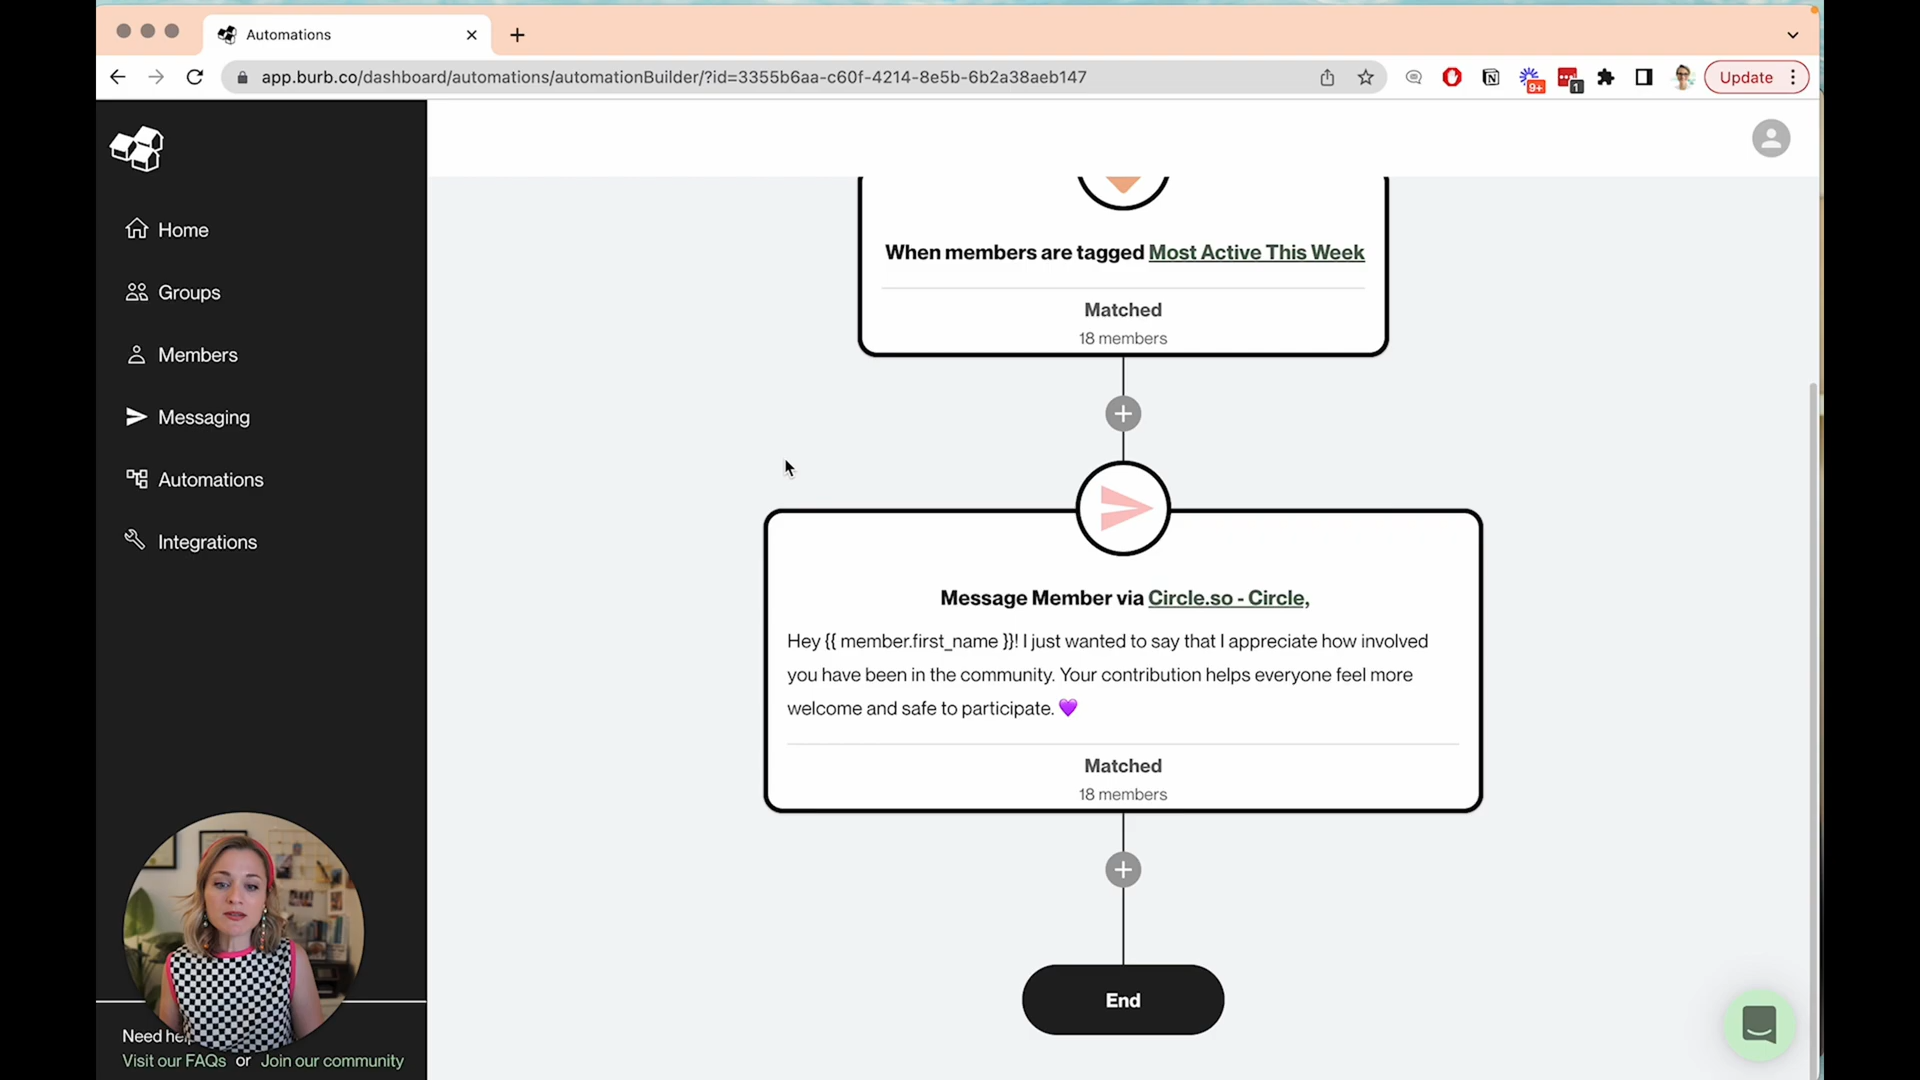 Automations
app.burb.co/dashboard/automations/automationBuilder/?id=3355b6aa-c60f-4214-8e5b-6b2a38aeb147
9+
1
Update
Home
Groups
Members
Messaging
Automations
Integrations
When members are tagged Most Active This Week
Matched
18 members
Message Member via Circle.so - Circle,
Hey {{ member.first_name }}! I just wanted to say that I appreciate how involved
you have been in the community. Your contribution helps everyone feel more
welcome and safe to participate. 💜
Matched
18 members
End
Need
Visit our FAQs or Join our community